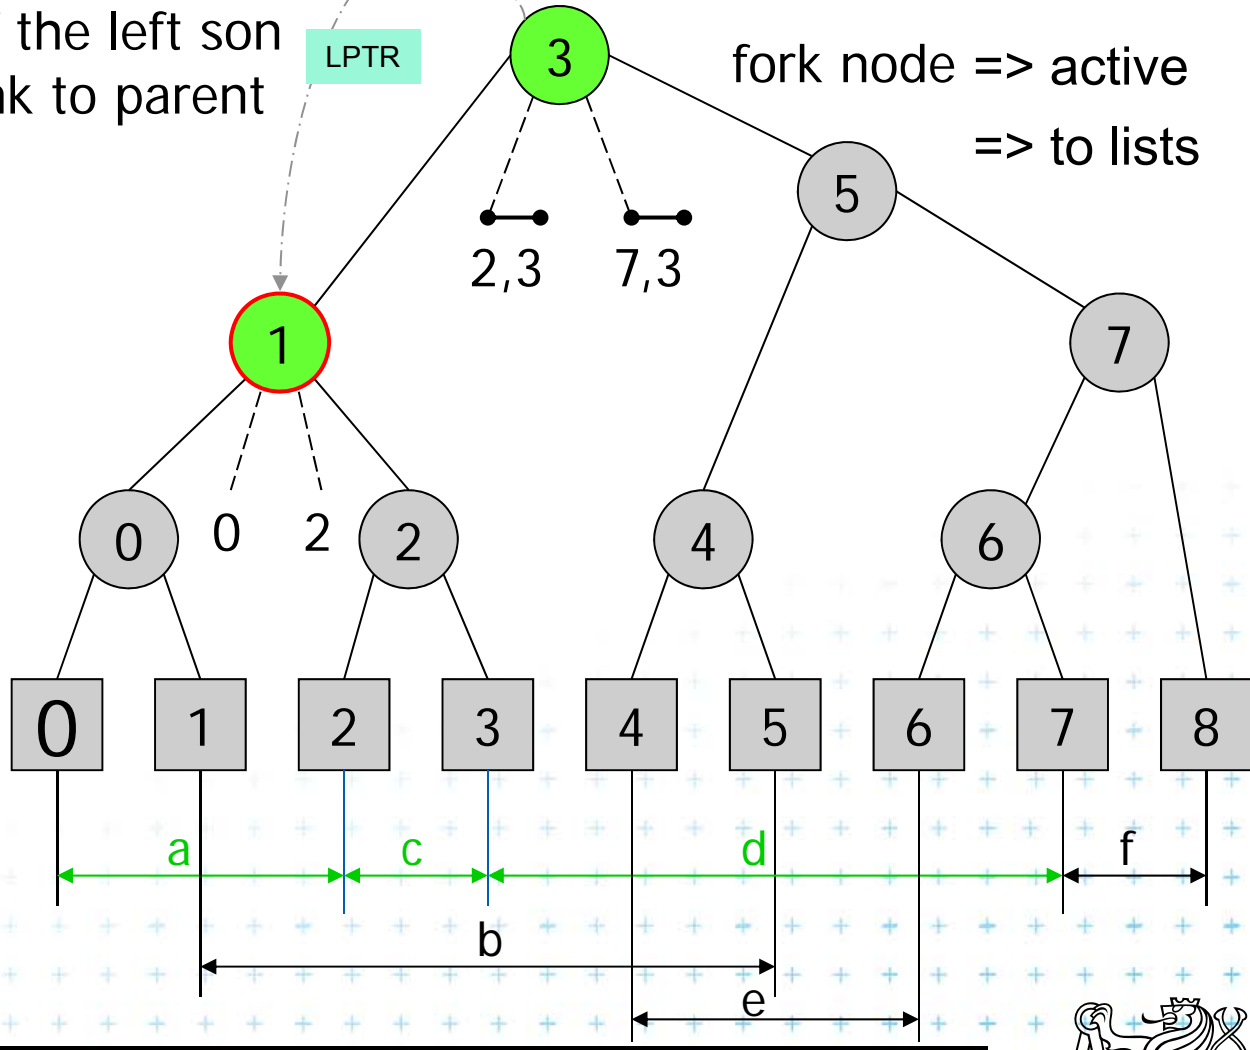 the left son
LPTR
to parent
3
fork node => active
=> to lists
5
2,3
7,3
1
7
0
0
2
2
4
6
0
1
2
3
4
5
6
7
8
a
c
d
f
b
e